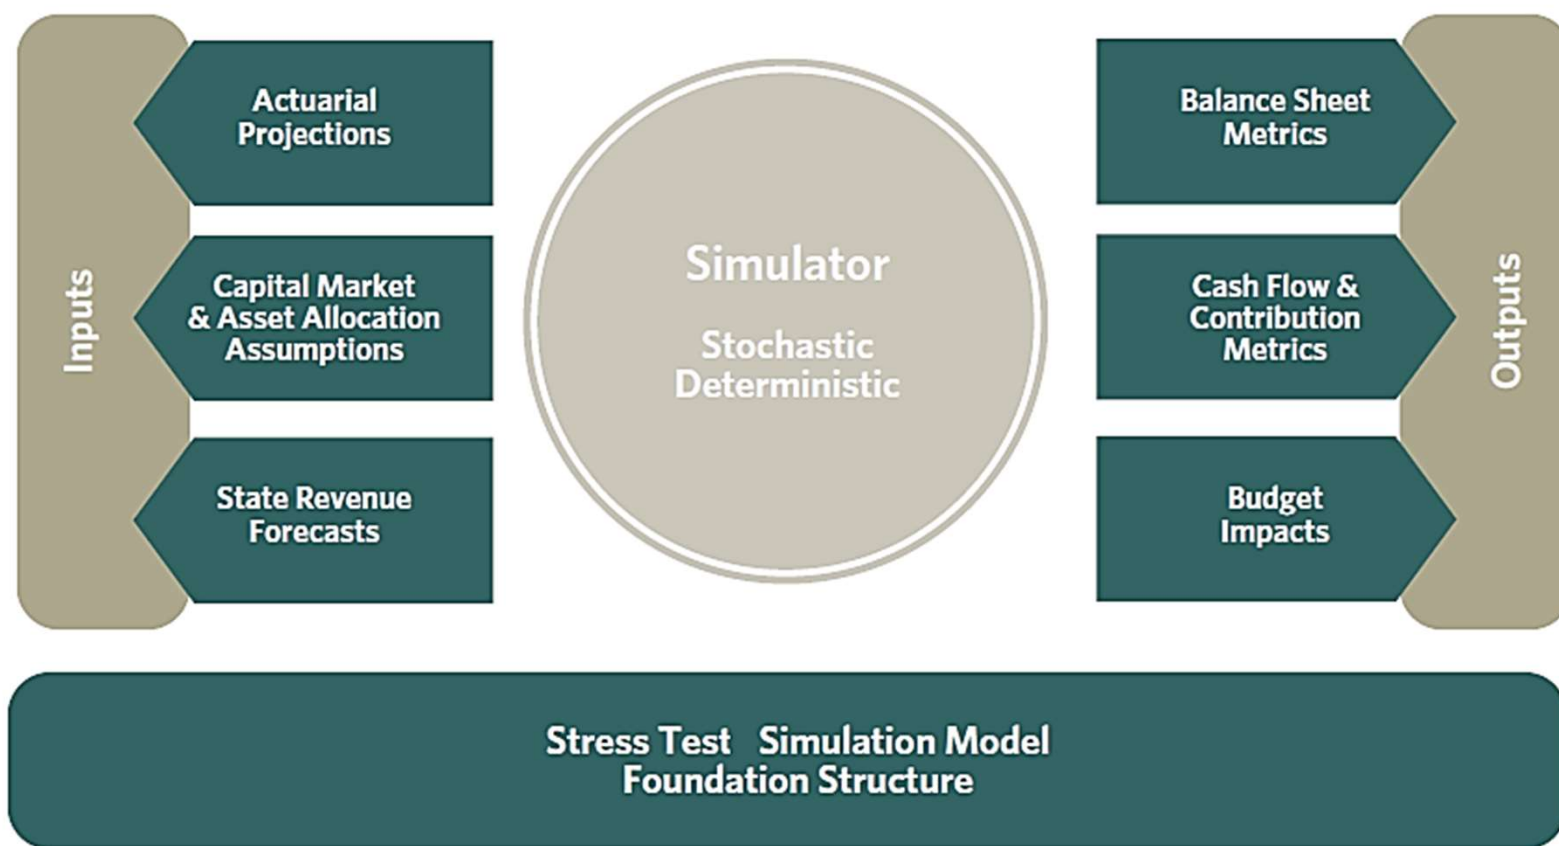 Inputs
Actuarial
Projections
Capital Market
& Asset Allocation
Assumptions
State Revenue
Forecasts
Simulator
Stochastic
Deterministic
Balance Sheet
Metrics
Cash Flow &
Contribution
Metrics
Budget
Impacts
Outputs
Stress Test Simulation Model
Foundation Structure